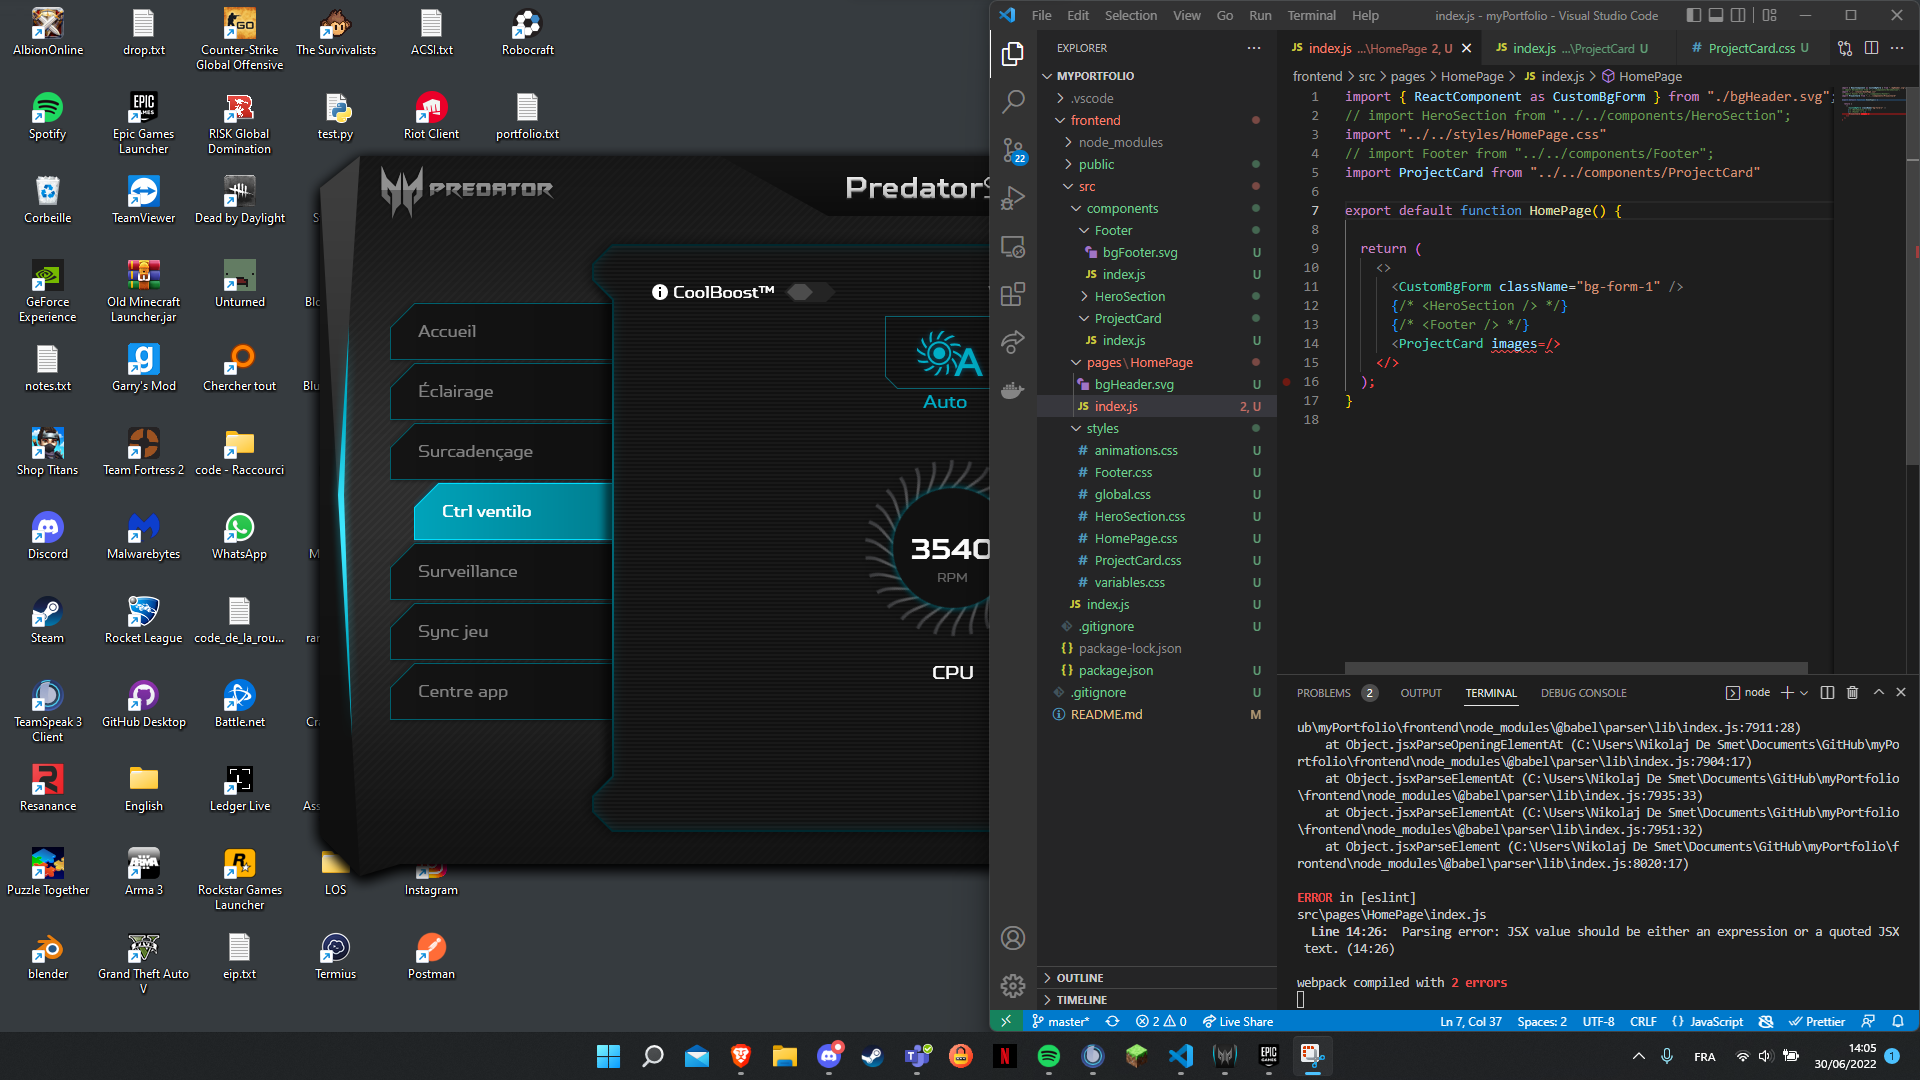 AlbionOnline
drop.txt
Counter-Strike
Global Offensive
The Survivalists
ACSI.txt
Robocraft
Spotify
Epic Games
Launcher
RISK Global
Domination
test.py
Riot Client
portfolio.txt
Corbeille
TeamViewer
Dead by Daylight
GeForce
Experience
Old Minecraft
Launcher.jar
Unturned
notes.txt
Garry's Mod
Chercher tout
Shop Titans
Team Fortress 2
code - Raccourci
Discord
Malwarebytes
WhatsApp
Steam
Rocket League
code_de_la_rou...
TeamSpeak 3
Client
GitHub Desktop
Battle.net
Resanance
English
Ledger Live
Puzzle Together
Arma 3
Rockstar Games
Launcher
LOS
Instagram
blender
Grand Theft Auto
V
eip.txt
Termius
Postman
PREDATOR
PredatorS
CoolBoost™
Accueil
Éclairage
Surcadençage
Ctrl ventilo
Surveillance
Sync jeu
Centre app
A
Auto
3540
RPM
CPU
File Edit Selection View Go Run Terminal Help
index.js - myPortfolio - Visual Studio Code
EXPLORER
MYPORTFOLIO
.vscode
frontend
node_modules
public
src
components
Footer
bgFooter.svg U
JS index.js U
HeroSection
ProjectCard
JS index.js U
pages\HomePage
bgHeader.svg U
JS index.js 2, U
styles
# animations.css U
# Footer.css U
# global.css U
# HeroSection.css U
# HomePage.css U
# ProjectCard.css U
# variables.css U
JS index.js U
.gitignore U
{} package-lock.json
{} package.json U
.gitignore U
README.md M
OUTLINE
TIMELINE
22
JS index.js ...\HomePage 2, U
JS index.js ...\ProjectCard U
# ProjectCard.css U
frontend > src > pages > HomePage > JS index.js > HomePage
1 import { ReactComponent as CustomBgForm } from "./bgHeader.svg";
2 // import HeroSection from "../../components/HeroSection";
3 import "../../styles/HomePage.css"
4 // import Footer from "../../components/Footer";
5 import ProjectCard from "../../components/ProjectCard"
6
7 export default function HomePage() {
8
9 return (
10 <>
11 <CustomBgForm className="bg-form-1" />
12 {/* <HeroSection /> */}
13 {/* <Footer /> */}
14 <ProjectCard images=/>
15 </>
16 );
17 }
18
PROBLEMS 2 OUTPUT TERMINAL DEBUG CONSOLE
node
ub\myPortfolio\frontend\node_modules\@babel\parser\lib\index.js:7911:28)
at Object.jsxParseOpeningElementAt (C:\Users\Nikolaj De Smet\Documents\GitHub\myPo
rtfolio\frontend\node_modules\@babel\parser\lib\index.js:7904:17)
at Object.jsxParseElementAt (C:\Users\Nikolaj De Smet\Documents\GitHub\myPortfolio
\frontend\node_modules\@babel\parser\lib\index.js:7935:33)
at Object.jsxParseElementAt (C:\Users\Nikolaj De Smet\Documents\GitHub\myPortfolio
\frontend\node_modules\@babel\parser\lib\index.js:7951:32)
at Object.jsxParseElement (C:\Users\Nikolaj De Smet\Documents\GitHub\myPortfolio\f
rontend\node_modules\@babel\parser\lib\index.js:8020:17)
ERROR in [eslint]
src\pages\HomePage\index.js
Line 14:26: Parsing error: JSX value should be either an expression or a quoted JSX
text. (14:26)
webpack compiled with 2 errors
master* 2 0 Live Share
Ln 7, Col 37 Spaces: 2 UTF-8 CRLF {} JavaScript Prettier
FRA
14:05
30/06/2022
1